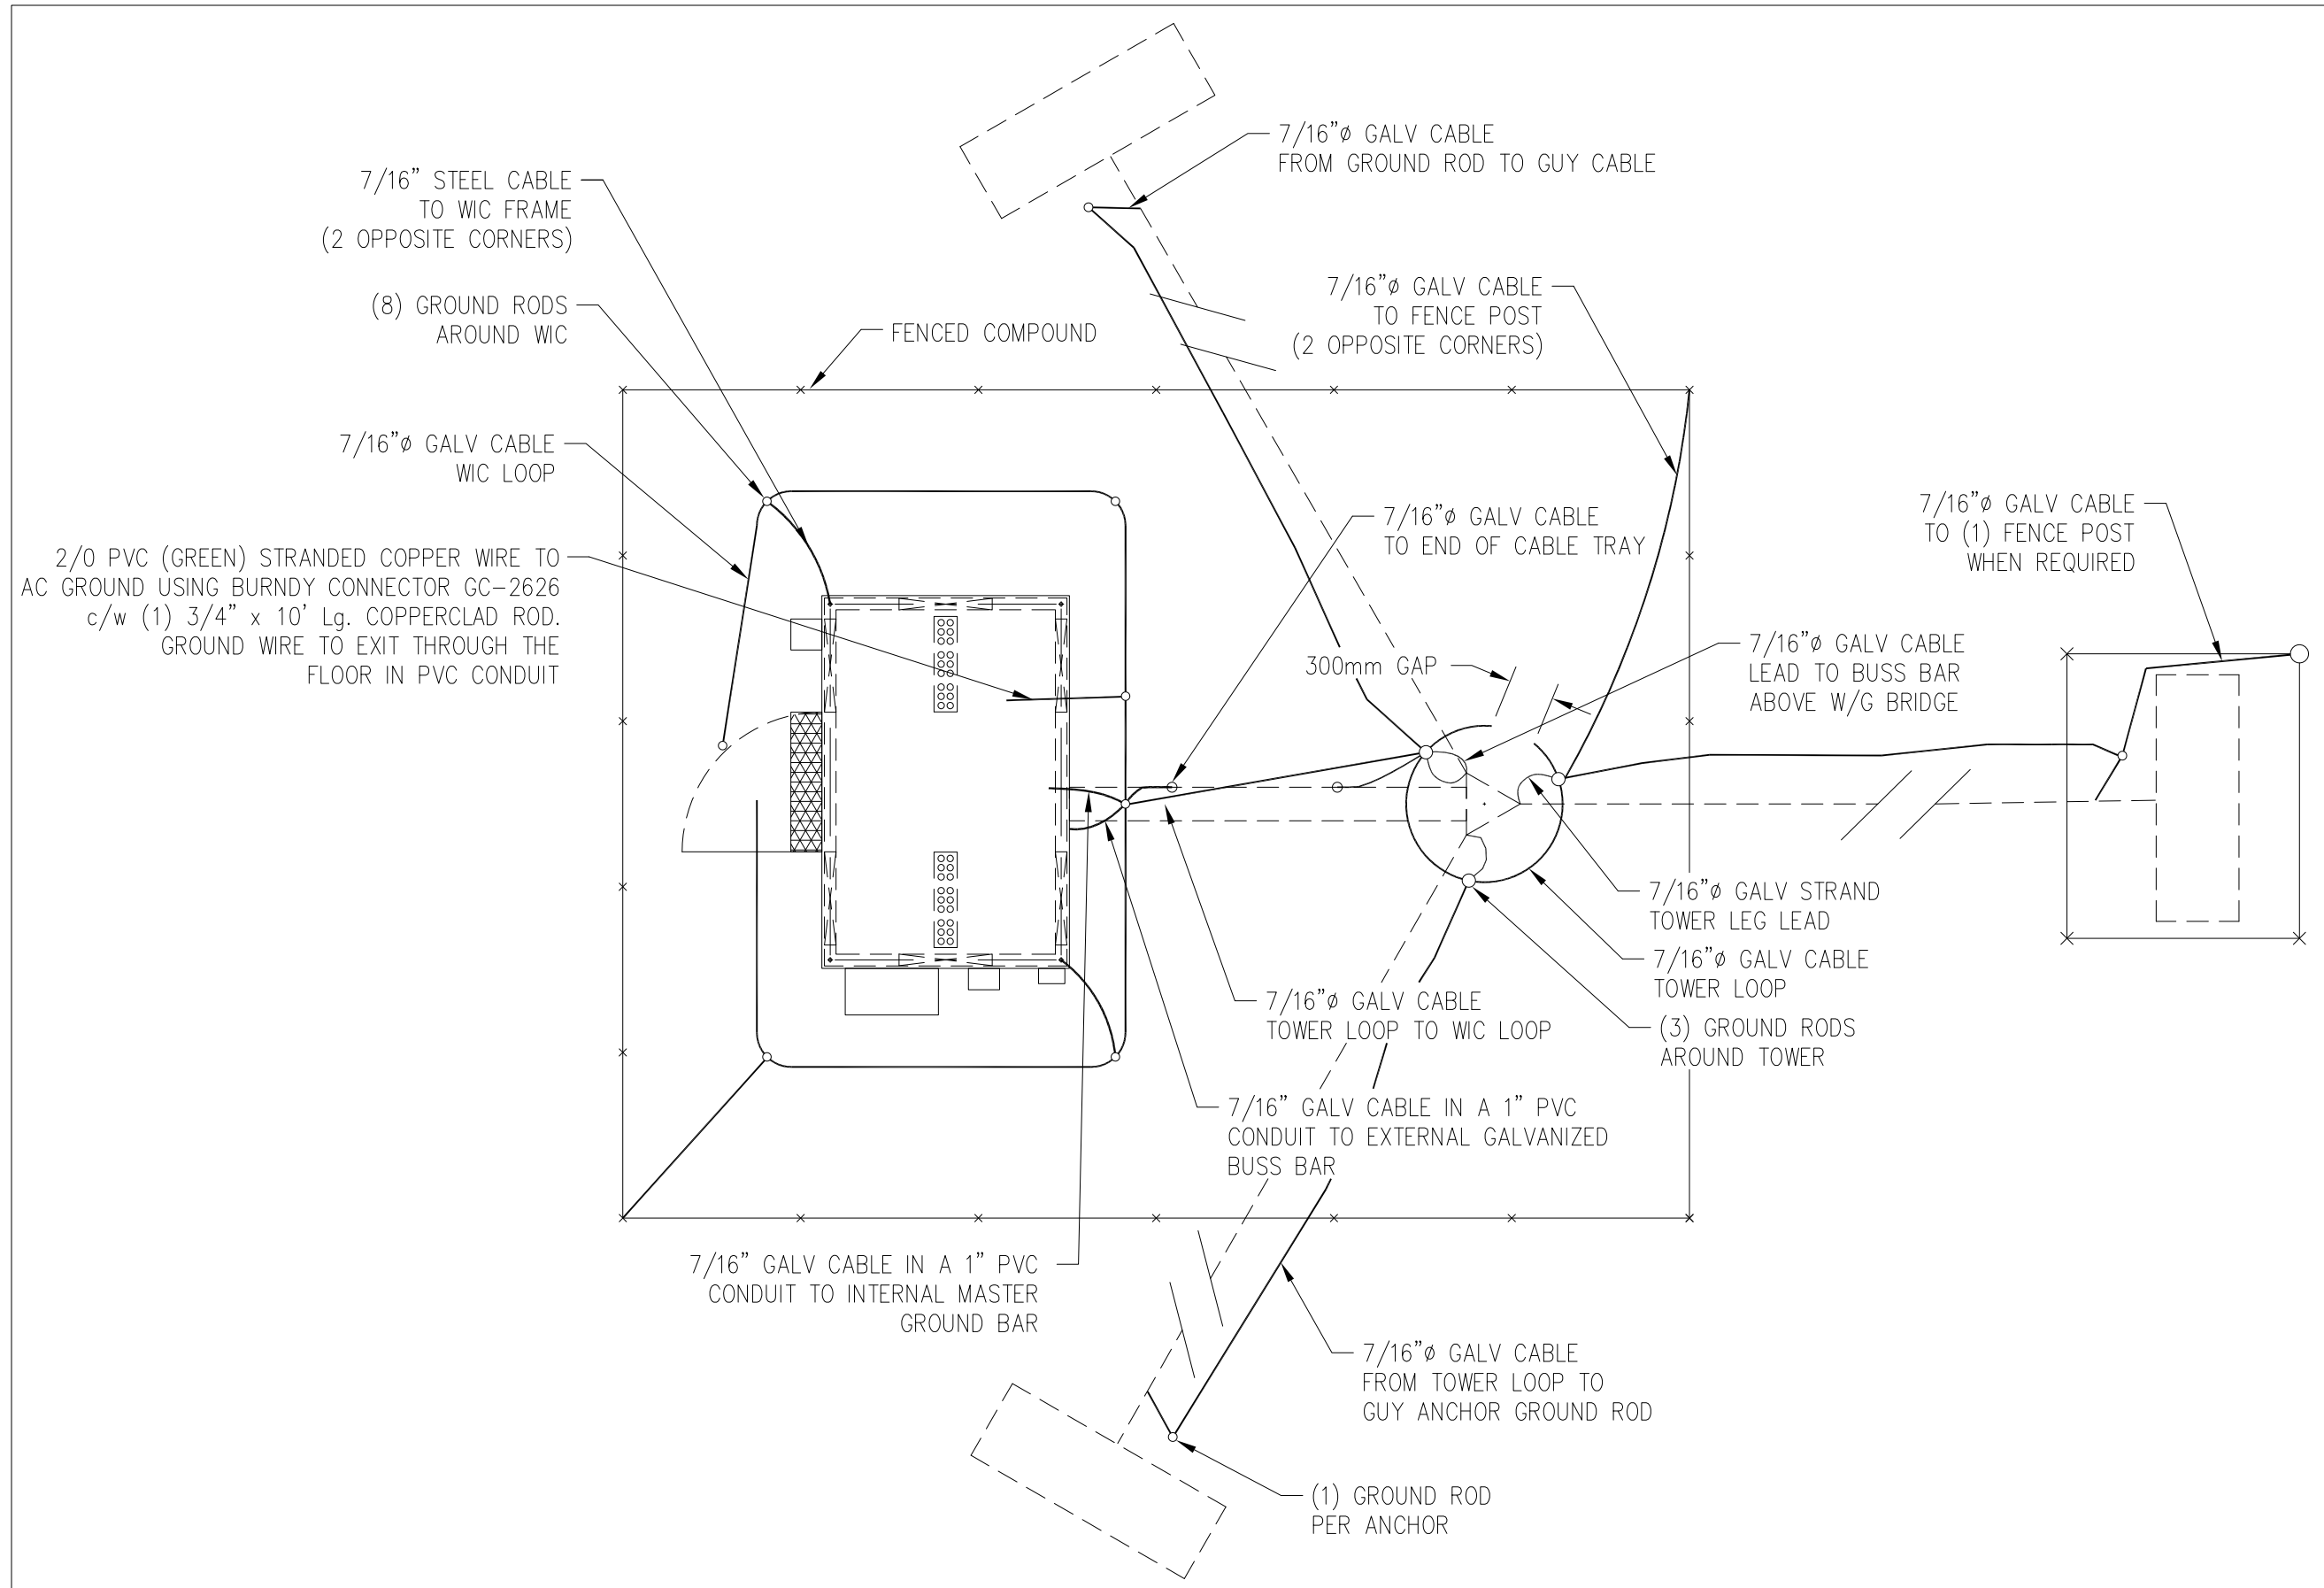 7/16"ø GALV CABLE
FROM GROUND ROD TO GUY CABLE
7/16" STEEL CABLE
TO WIC FRAME
(2 OPPOSITE CORNERS)
7/16"ø GALV CABLE
TO FENCE POST
(2 OPPOSITE CORNERS)
(8) GROUND RODS
AROUND WIC
FENCED COMPOUND
7/16"ø GALV CABLE
WIC LOOP
7/16"ø GALV CABLE
TO END OF CABLE TRAY
7/16"ø GALV CABLE
TO (1) FENCE POST
WHEN REQUIRED
2/0 PVC (GREEN) STRANDED COPPER WIRE TO
AC GROUND USING BURNDY CONNECTOR GC-2626
c/w (1) 3/4" x 10' Lg. COPPERCLAD ROD.
GROUND WIRE TO EXIT THROUGH THE
FLOOR IN PVC CONDUIT
300mm GAP
7/16"ø GALV CABLE
LEAD TO BUSS BAR
ABOVE W/G BRIDGE
7/16"ø GALV STRAND
TOWER LEG LEAD
7/16"ø GALV CABLE
TOWER LOOP
7/16"ø GALV CABLE
TOWER LOOP TO WIC LOOP
(3) GROUND RODS
AROUND TOWER
7/16" GALV CABLE IN A 1" PVC
CONDUIT TO EXTERNAL GALVANIZED
BUSS BAR
7/16" GALV CABLE IN A 1" PVC
CONDUIT TO INTERNAL MASTER
GROUND BAR
7/16"ø GALV CABLE
FROM TOWER LOOP TO
GUY ANCHOR GROUND ROD
(1) GROUND ROD
PER ANCHOR